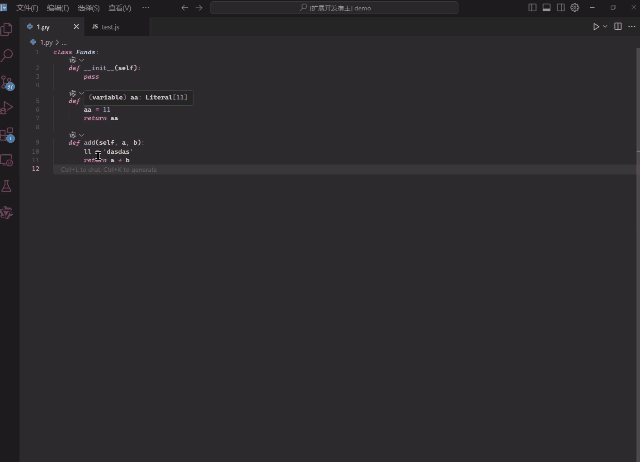 文件(F) 编辑(E) 选择(S) 查看(V) ··· [扩展开发宿主] demo
1.py JS test.js
1.py > ...
1 class Funds:
2 def __init__(self):
3 pass
4
5 def
(variable) aa: Literal[11]
6 aa = 11
7 return aa
8
9 def add(self, a, b):
10 ll = 'dasdas'
11 return a + b
12 Ctrl+L to chat, Ctrl+K to generate